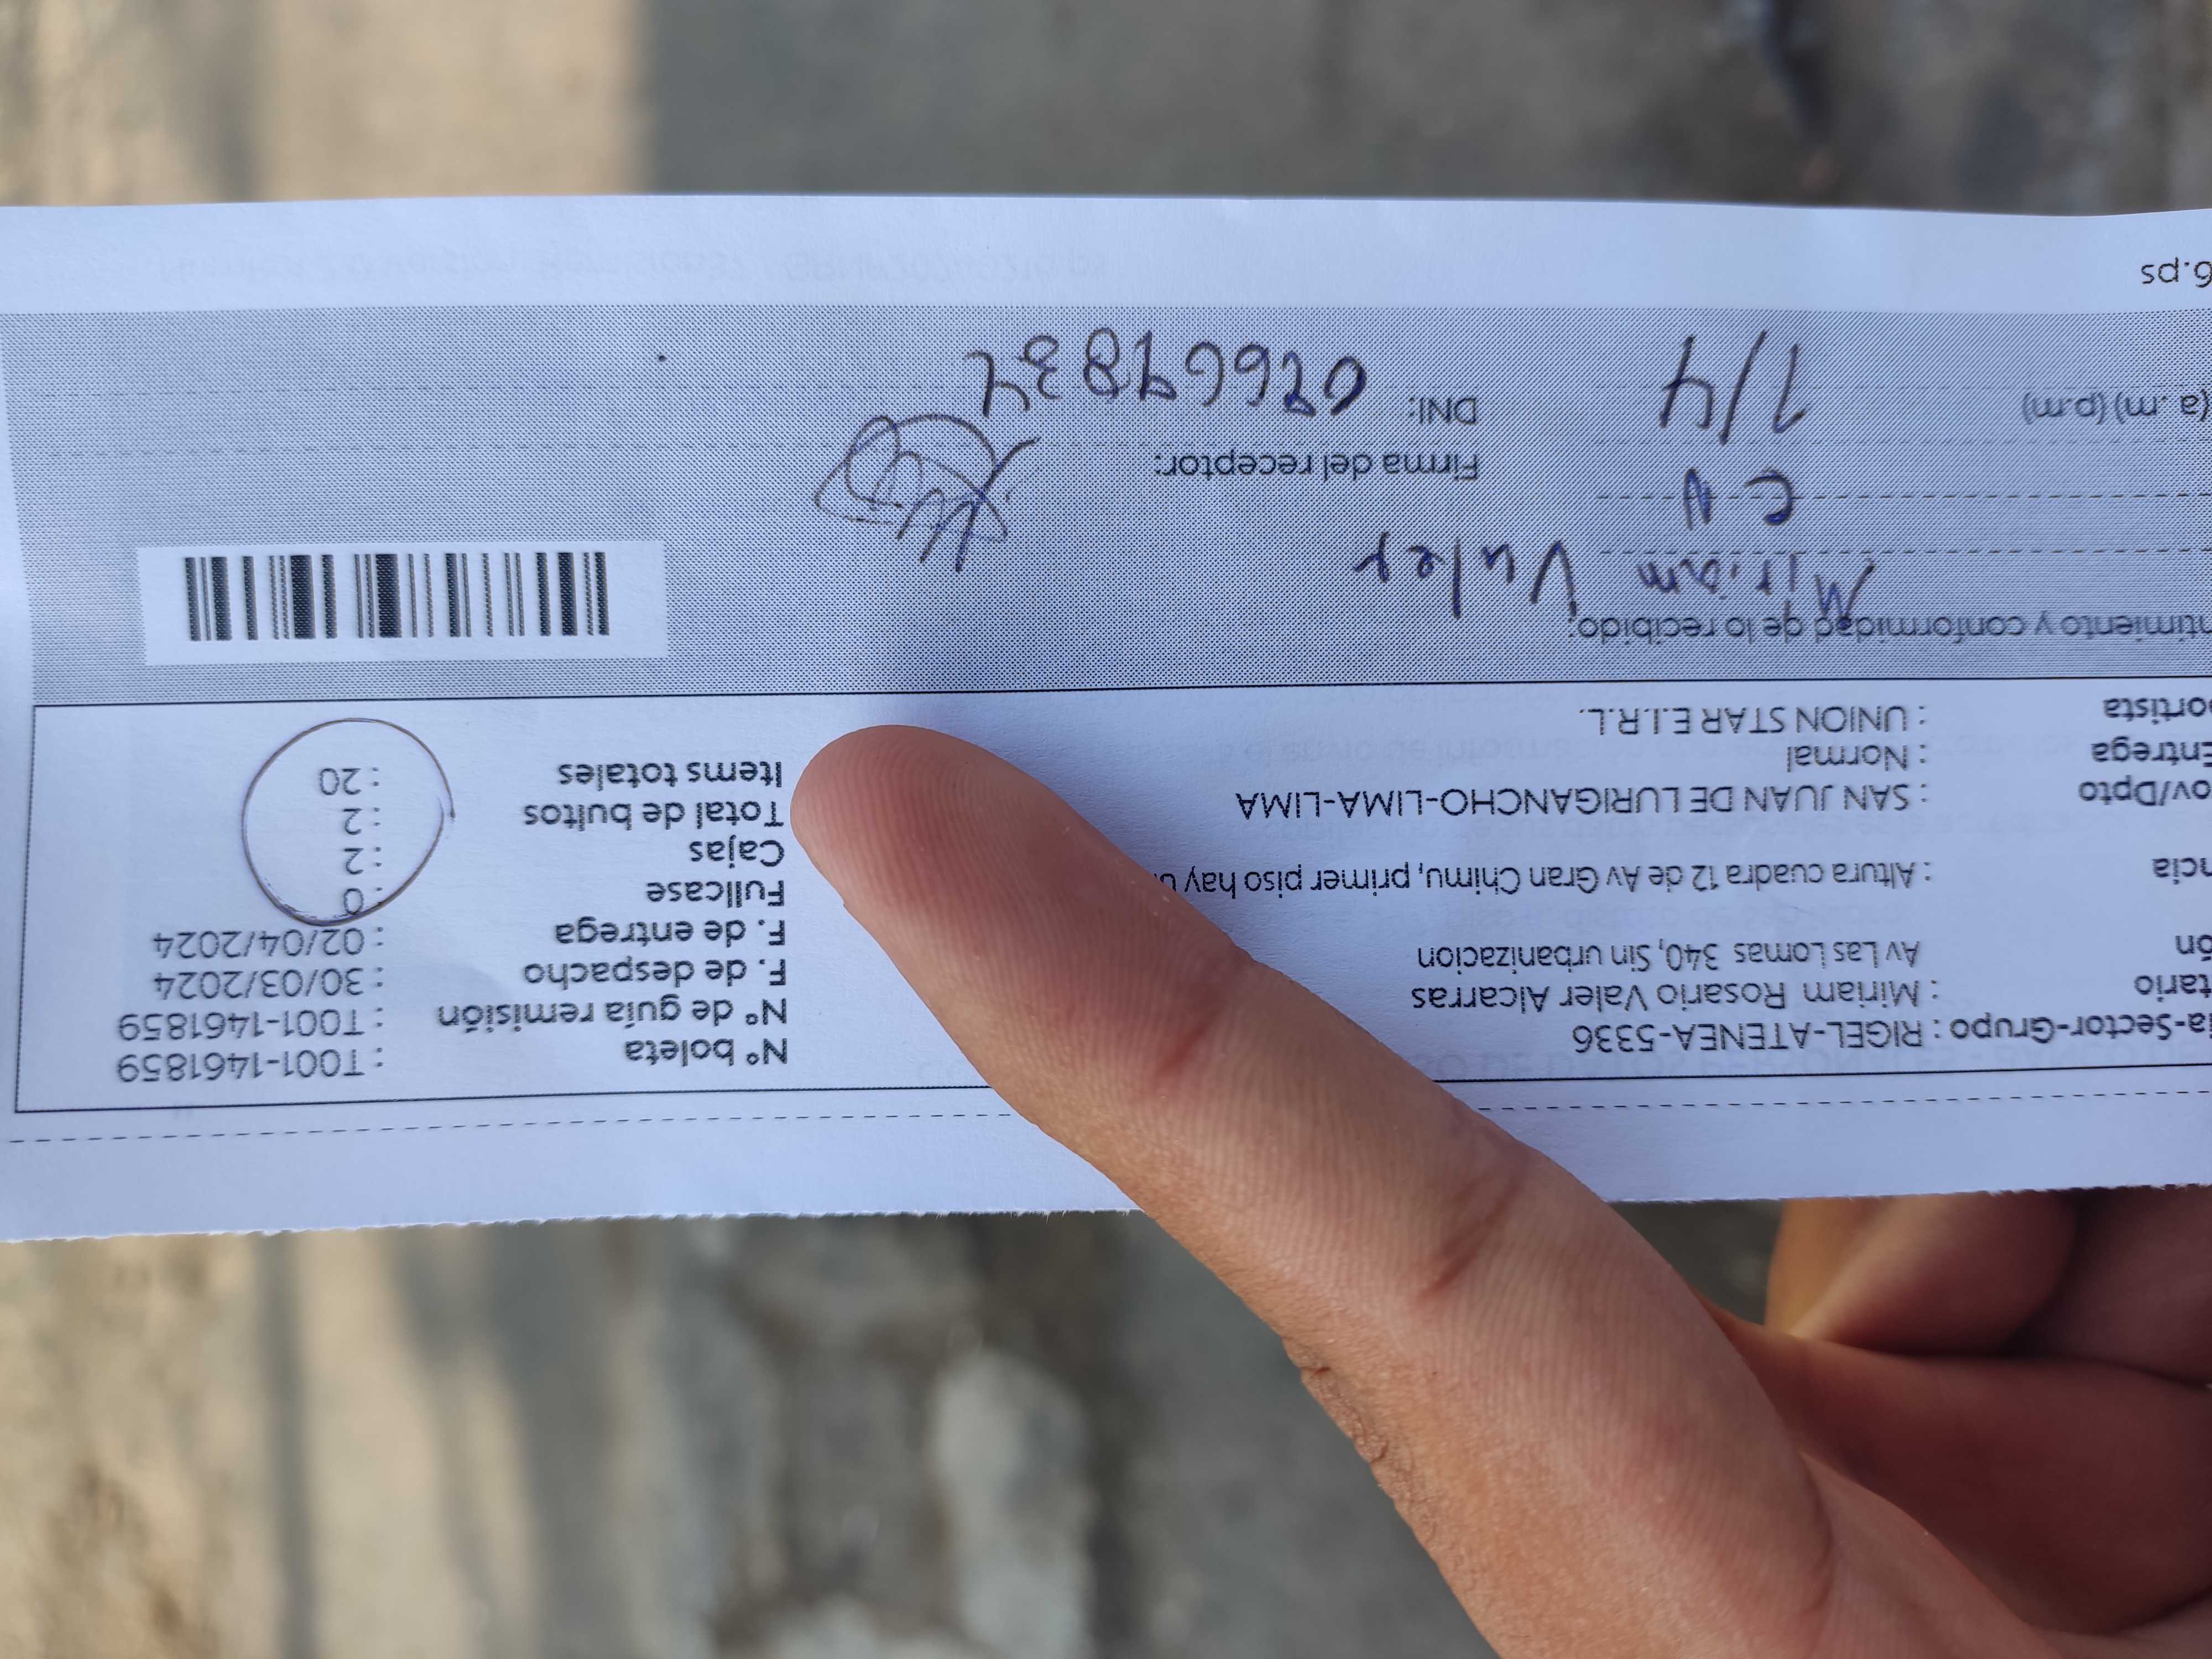 N° boleta : T001-1461859
N° de guía remisión : T001-1461859
F. de despacho : 30/03/2024
F. de entrega : 02/04/2024
Fullcase : 0
Cajas : 2
Total de bultos : 2
Items totales : 20
ia-Sector-Grupo : RIGEL-ATENEA-5336
tario : Miriam Rosario Valer Alcarras
ón Av Las Lomas 340, Sin urbanizacion
ncia : Altura cuadra 12 de Av Gran Chimu, primer piso hay
ov/Dpto : SAN JUAN DE LURIGANCHO-LIMA-LIMA
Entrega : Normal
ortista : UNION STAR E.I.R.L.
ntimiento y conformidad de lo recibido:
Miriam Valer
CN
Firma del receptor:
(a .m) (p.m) 1/4
DNI:
6.ps